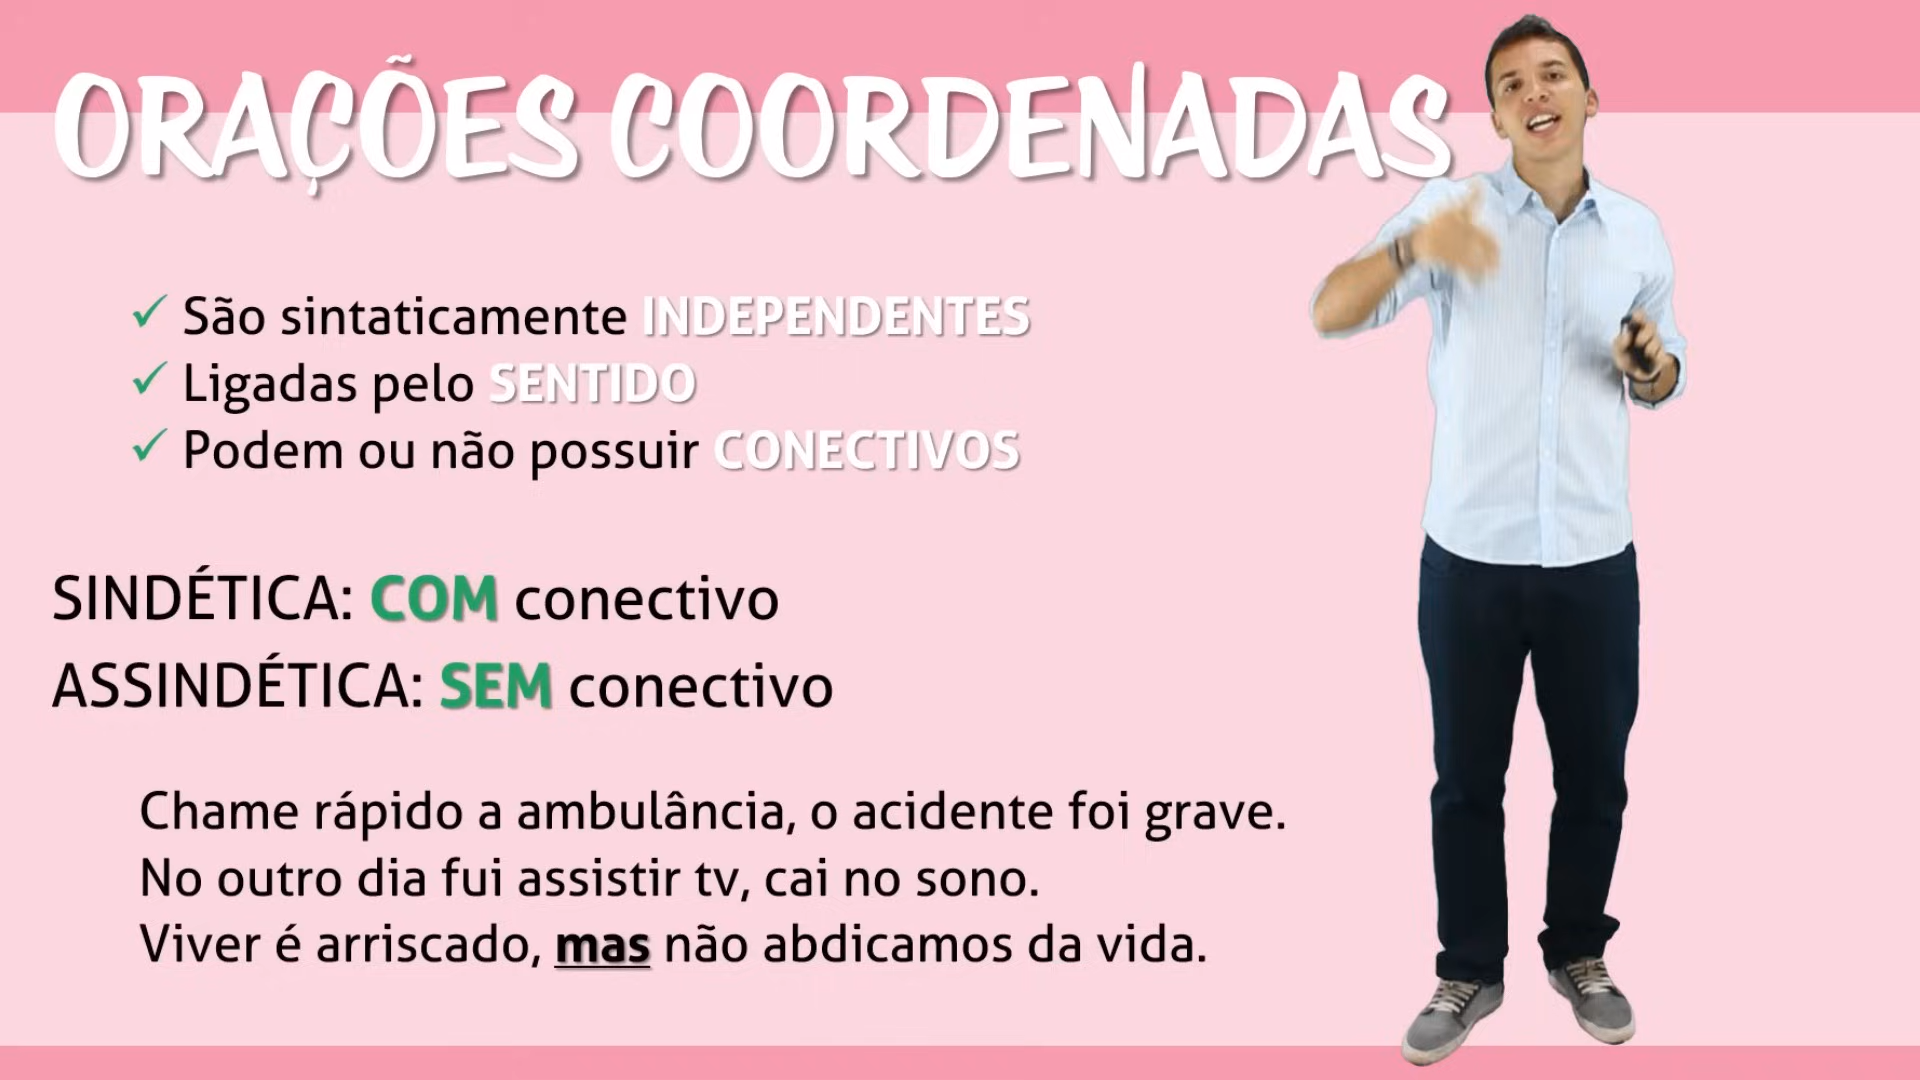 ORAÇÕES COORDENADAS
✓ São sintaticamente INDEPENDENTES
✓ Ligadas pelo SENTIDO
✓ Podem ou não possuir CONECTIVOS
SINDÉTICA: COM conectivo
ASSINDÉTICA: SEM conectivo
Chame rápido a ambulância, o acidente foi grave.
No outro dia fui assistir tv, cai no sono.
Viver é arriscado, mas não abdicamos da vida.